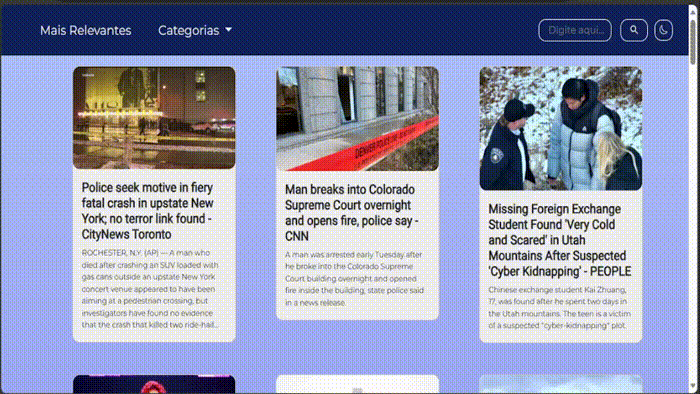 Mais Relevantes
Categorias
Digite aqui...
Police seek motive in fiery
fatal crash in upstate New
York; no terror link found -
CityNews Toronto
ROCHESTER, N.Y. (AP) — A man who
died after crashing an SUV loaded with
gas cans outside an upstate New York
concert venue appeared to have been
aiming at a pedestrian crossing, but
investigators have found no evidence
that the crash that killed two ride-hail...
DENVER POLICE
Man breaks into Colorado
Supreme Court overnight
and opens fire, police say -
CNN
A man was arrested early Tuesday after
he broke into the Colorado Supreme
Court building overnight and opened
fire inside the building, state police said
in a news release.
Missing Foreign Exchange
Student Found 'Very Cold
and Scared' in Utah
Mountains After Suspected
'Cyber Kidnapping' - PEOPLE
Chinese exchange student Kai Zhuang,
17, was found after he spent two days in
the Utah mountains. The teen is a victim
of a suspected "cyber-kidnapping" plot.